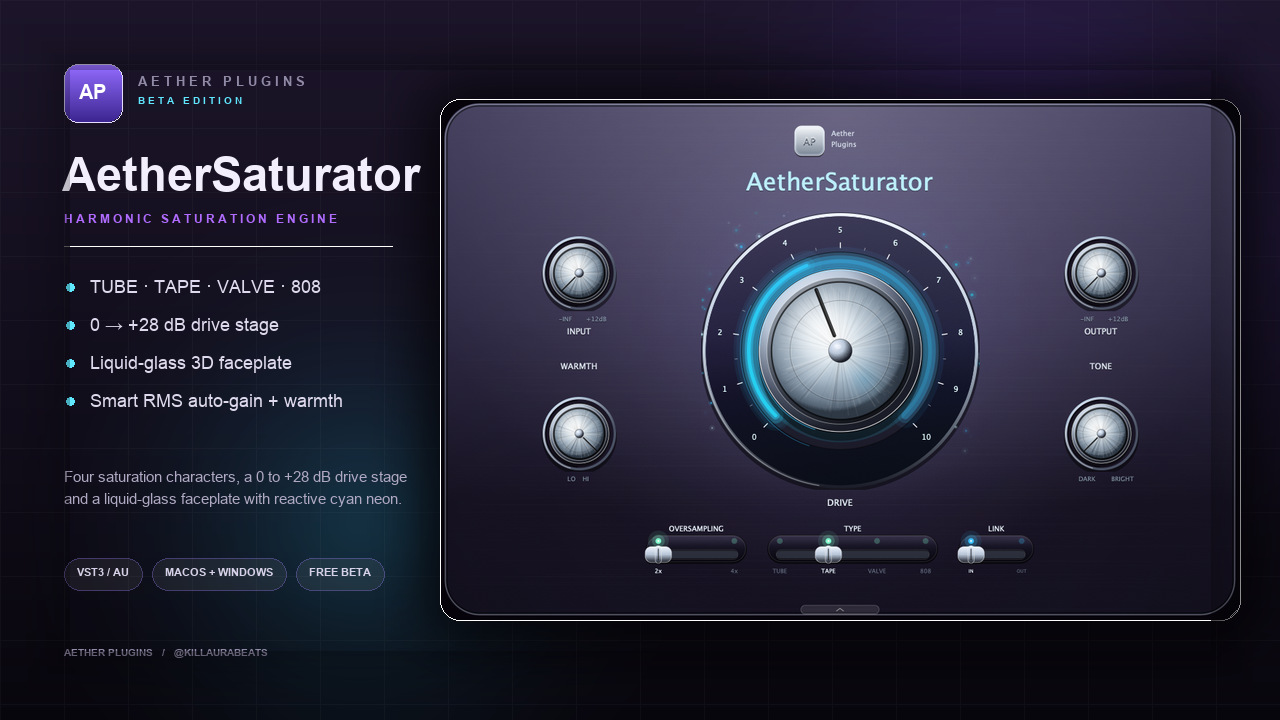 AP
AETHER PLUGINS
BETA EDITION
AetherSaturator
HARMONIC SATURATION ENGINE
TUBE · TAPE · VALVE · 808
0 → +28 dB drive stage
Liquid-glass 3D faceplate
Smart RMS auto-gain + warmth
Four saturation characters, a 0 to +28 dB drive stage
and a liquid-glass faceplate with reactive cyan neon.
VST3 / AU
MACOS + WINDOWS
FREE BETA
AETHER PLUGINS / @KILLAURABEATS
AP
Aether
Plugins
AetherSaturator
-INF +12dB
INPUT
WARMTH
LO HI
0
1
2
3
4
5
6
7
8
9
10
DRIVE
-INF +12dB
OUTPUT
TONE
DARK BRIGHT
OVERSAMPLING
2x 4x
TYPE
TUBE TAPE VALVE 808
LINK
IN OUT